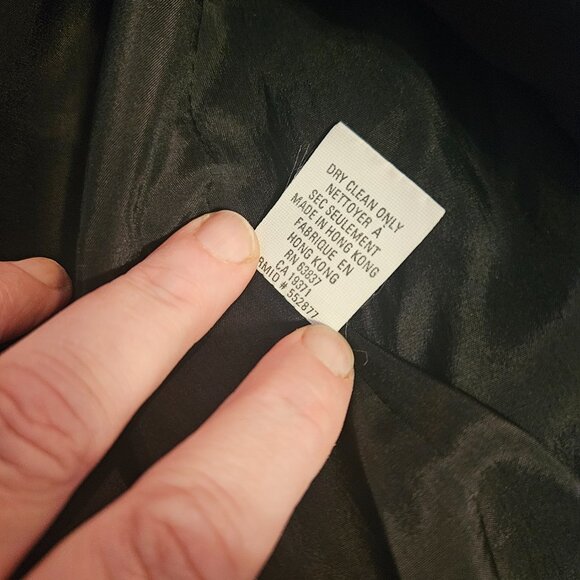 DRY CLEAN ONLY
NETTOYER A
SEC SEULEMENT
MADE IN HONG KONG
FABRIQUE EN
HONG KONG
RN 63837
CA 19371
RMID # 552877